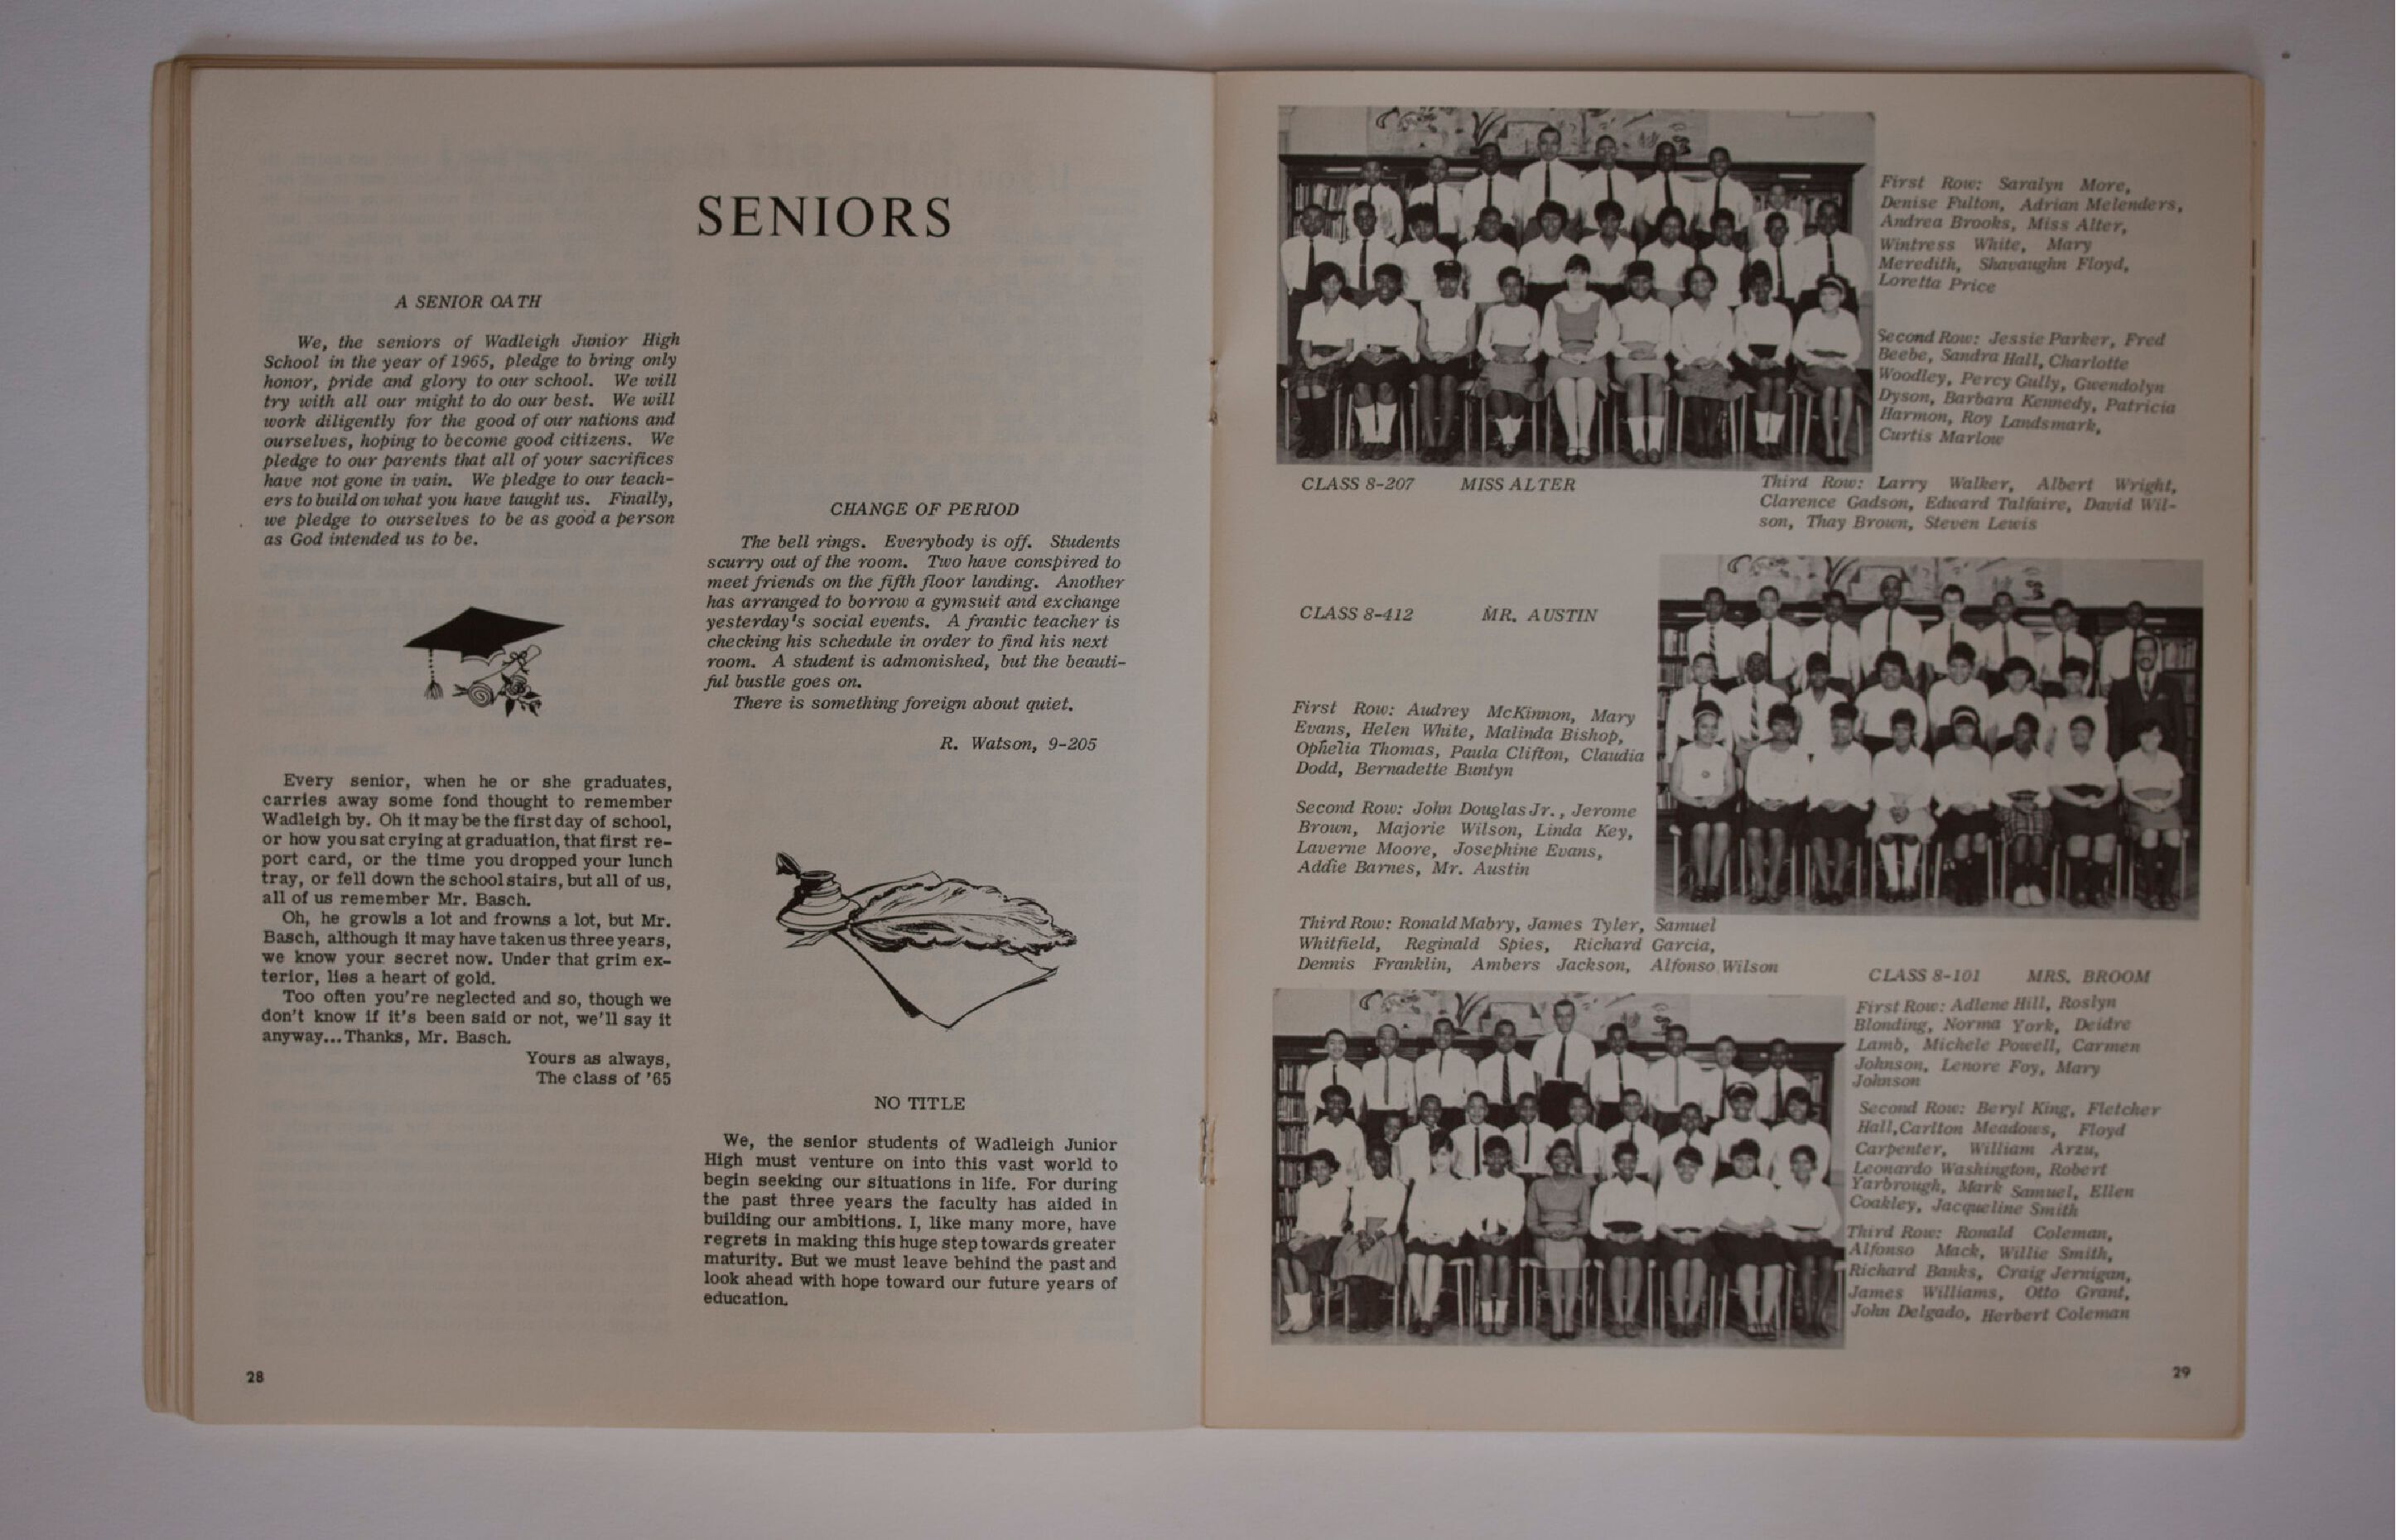 SENIORS
A SENIOR OATH
We, the seniors of Wadleigh Junior High
School in the year of 1965, pledge to bring only
honor, pride and glory to our school. We will
try with all our might to do our best. We will
work diligently for the good of our nations and
ourselves, hoping to become good citizens. We
pledge to our parents that all of your sacrifices
have not gone in vain. We pledge to our teach-
ers to build on what you have taught us. Finally,
we pledge to ourselves to be as good a person
as God intended us to be.
Every senior, when he or she graduates,
carries away some fond thought to remember
Wadleigh by. Oh it may be the first day of school,
or how you sat crying at graduation, that first re-
port card, or the time you dropped your lunch
tray, or fell down the school stairs, but all of us,
all of us remember Mr. Basch.
Oh, he growls a lot and frowns a lot, but Mr.
Basch, although it may have taken us three years,
we know your secret now. Under that grim ex-
terior, lies a heart of gold.
Too often you're neglected and so, though we
don't know if it's been said or not, we'll say it
anyway...Thanks, Mr. Basch.
Yours as always,
The class of '65
28
CHANGE OF PERIOD
The bell rings. Everybody is off. Students
scurry out of the room. Two have conspired to
meet friends on the fifth floor landing. Another
has arranged to borrow a gymsuit and exchange
yesterday's social events. A frantic teacher is
checking his schedule in order to find his next
room. A student is admonished, but the beauti-
ful bustle goes on.
There is something foreign about quiet.
R. Watson, 9-205
NO TITLE
We, the senior students of Wadleigh Junior
High must venture on into this vast world to
begin seeking our situations in life. For during
the past three years the faculty has aided in
building our ambitions. I, like many more, have
regrets in making this huge step towards greater
maturity. But we must leave behind the past and
look ahead with hope toward our future years of
education.
First Row: Saralyn More,
Denise Fulton, Adrian Melenders,
Andrea Brooks, Miss Alter,
Wintress White, Mary
Meredith, Shavaughn Floyd,
Loretta Price
Second Row: Jessie Parker, Fred
Beebe, Sandra Hall, Charlotte
Woodley, Percy Gully, Gwendolyn
Dyson, Barbara Kennedy, Patricia
Harmon, Roy Landsmark,
Curtis Marlow
CLASS 8-207 MISS ALTER
Third Row: Larry Walker, Albert Wright,
Clarence Gadson, Edward Talfaire, David Wil-
son, Thay Brown, Steven Lewis
CLASS 8-412 MR. AUSTIN
First Row: Audrey McKinnon, Mary
Evans, Helen White, Malinda Bishop,
Ophelia Thomas, Paula Clifton, Claudia
Dodd, Bernadette Buntyn
Second Row: John Douglas Jr., Jerome
Brown, Majorie Wilson, Linda Key,
Laverne Moore, Josephine Evans,
Addie Barnes, Mr. Austin
Third Row: Ronald Mabry, James Tyler, Samuel
Whitfield, Reginald Spies, Richard Garcia,
Dennis Franklin, Ambers Jackson, Alfonso Wilson
CLASS 8-101 MRS. BROOM
First Row: Adlene Hill, Roslyn
Blonding, Norma York, Deidre
Lamb, Michele Powell, Carmen
Johnson, Lenore Foy, Mary
Johnson
Second Row: Beryl King, Fletcher
Hall, Carlton Meadows, Floyd
Carpenter, William Arzu,
Leonardo Washington, Robert
Yarbrough, Mark Samuel, Ellen
Coakley, Jacqueline Smith
Third Row: Ronald Coleman,
Alfonso Mack, Willie Smith,
Richard Banks, Craig Jernigan,
James Williams, Otto Grant,
John Delgado, Herbert Coleman
29